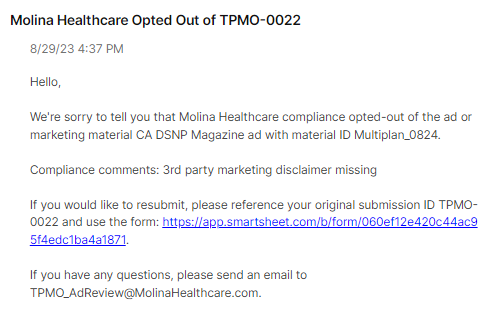 Molina Healthcare Opted Out of TPMO-0022
8/29/23 4:37 PM
Hello,
We're sorry to tell you that Molina Healthcare compliance opted-out of the ad or
marketing material CA DSNP Magazine ad with material ID Multiplan_0824.
Compliance comments: 3rd party marketing disclaimer missing
If you would like to resubmit, please reference your original submission ID TPMO-
0022 and use the form: https://app.smartsheet.com/b/form/060ef12e420c44ac9
5f4edc1ba4a1871.
If you have any questions, please send an email to
TPMO_AdReview@MolinaHealthcare.com.